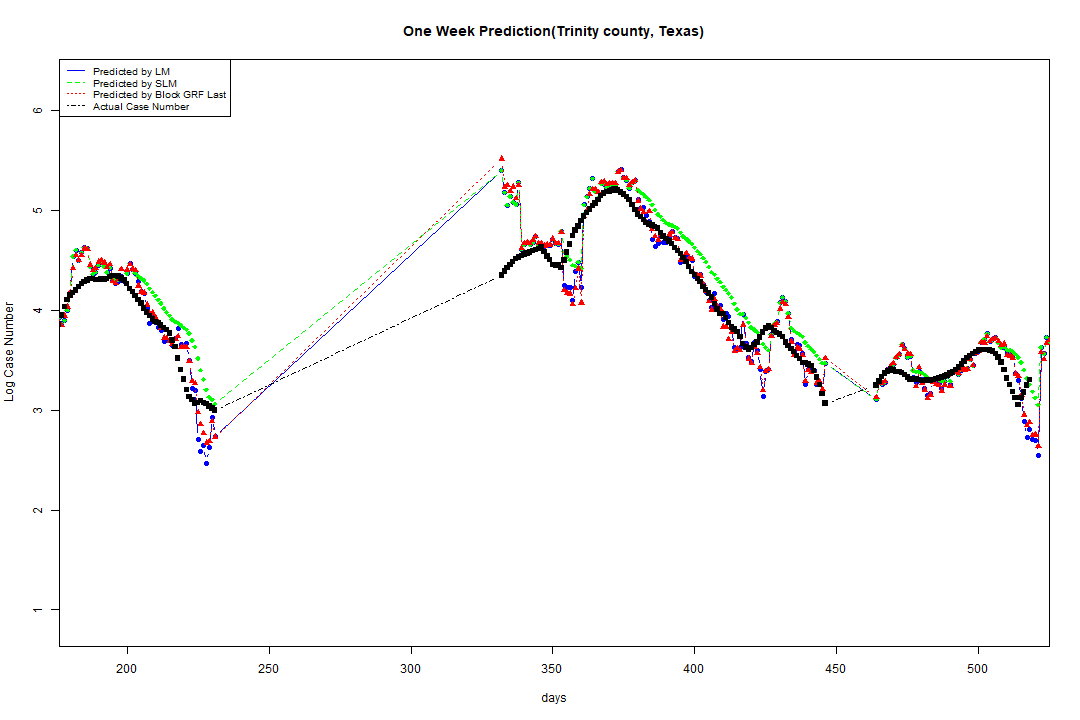 One Week Prediction(Trinity county, Texas)
Predicted by LM
Predicted by SLM
Predicted by Block GRF Last
Actual Case Number
Log Case Number
6
5
4
3
2
1
200 250 300 350 400 450 500
days